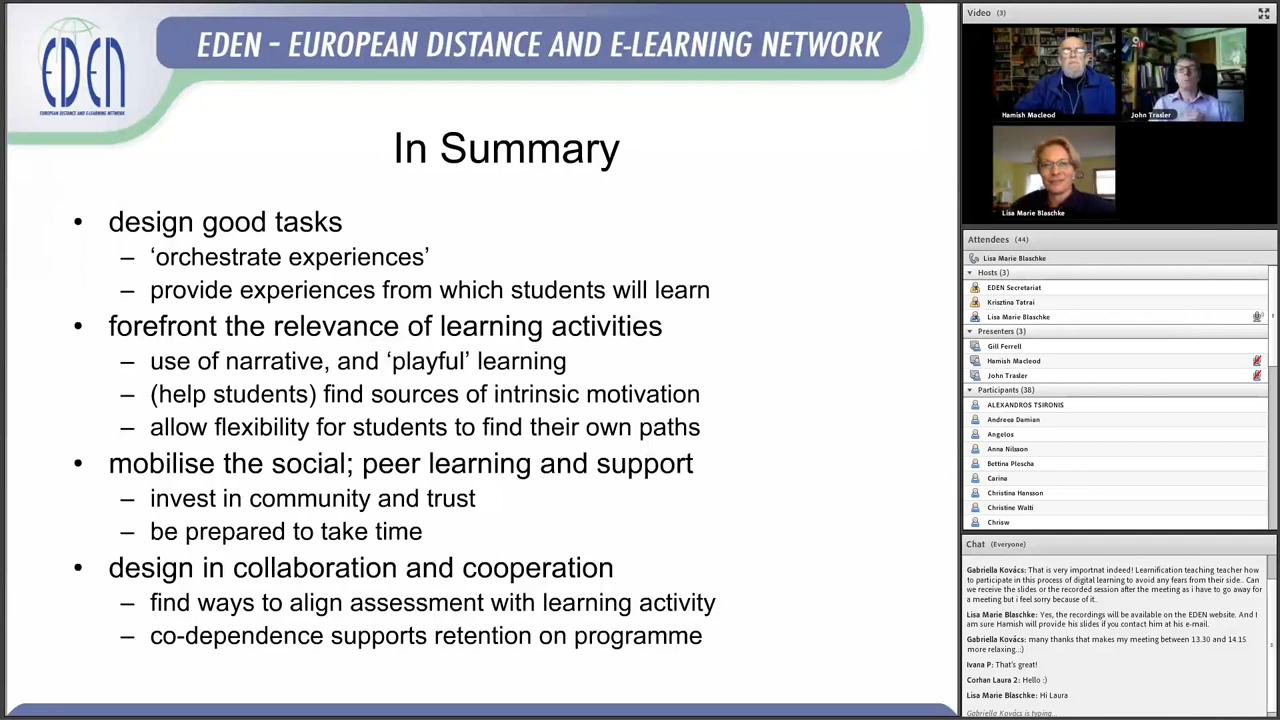 EDEN
EUROPEAN DISTANCE AND E-LEARNING NETWORK
EDEN - EUROPEAN DISTANCE AND E-LEARNING NETWORK
In Summary
• design good tasks
– ‘orchestrate experiences’
– provide experiences from which students will learn
• forefront the relevance of learning activities
– use of narrative, and ‘playful’ learning
– (help students) find sources of intrinsic motivation
– allow flexibility for students to find their own paths
• mobilise the social; peer learning and support
– invest in community and trust
– be prepared to take time
• design in collaboration and cooperation
– find ways to align assessment with learning activity
– co-dependence supports retention on programme
Video (3)
Hamish Macleod
John Trasler
Lisa Marie Blaschke
Attendees (44)
Lisa Marie Blaschke
Hosts (3)
EDEN Secretariat
Krisztina Tatrai
Lisa Marie Blaschke
Presenters (3)
Gill Ferrell
Hamish Macleod
John Trasler
Participants (38)
ALEXANDROS TSIRONIS
Andreea Damian
Angelos
Anna Nilsson
Bettina Plescha
Carina
Christina Hansson
Christine Walti
Chrisw
Chat (Everyone)
Gabriella Kovács: That is very importnat indeed! Learnification teaching teacher how
to participate in this process of digital learning to avoid any fears from their side.. Can
we receive the slides or the recorded session after the meeting as i have to go away for
a meeting but i feel sorry because of it.
Lisa Marie Blaschke: Yes, the recordings will be available on the EDEN website. And I
am sure Hamish will provide his slides if you contact him at his e-mail.
Gabriella Kovács: many thanks that makes my meeting between 13.30 and 14.15
more relaxing..:)
Ivana P: That's great!
Corhan Laura 2: Hello :)
Lisa Marie Blaschke: Hi Laura
Gabriella Kovács is typing...